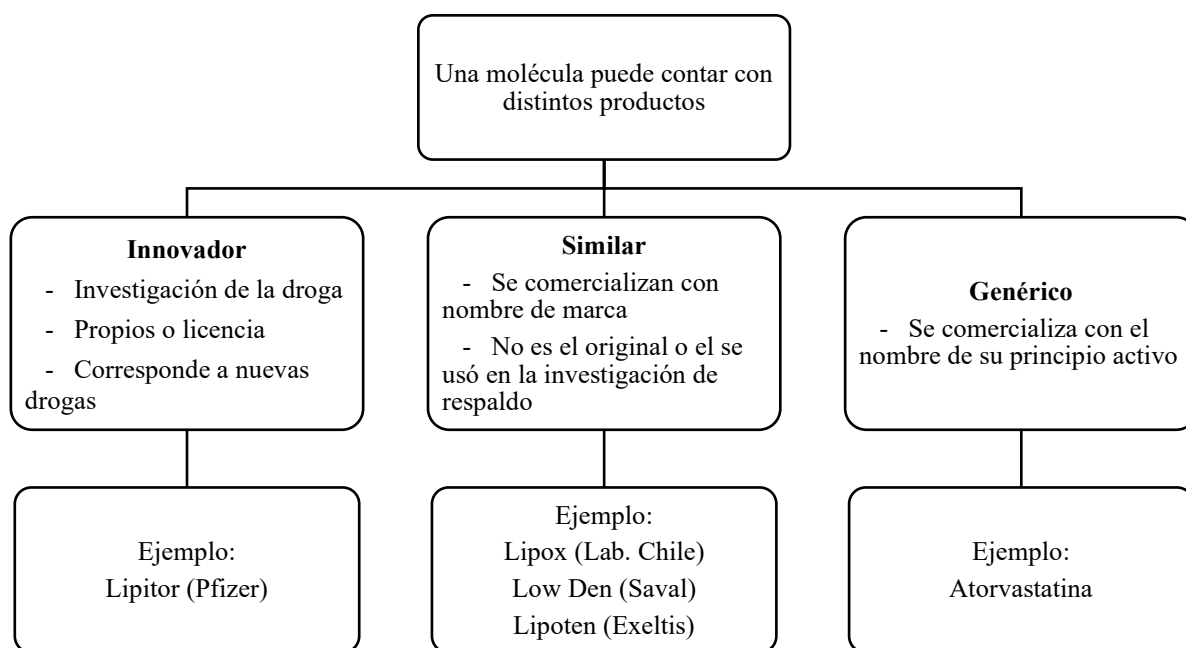 Una molécula puede contar con
distintos productos
Innovador
- Investigación de la droga
- Propios o licencia
- Corresponde a nuevas
drogas
Similar
- Se comercializan con
nombre de marca
- No es el original o el se
usó en la investigación de
respaldo
Genérico
- Se comercializa con el
nombre de su principio activo
Ejemplo:
Lipitor (Pfizer)
Ejemplo:
Lipox (Lab. Chile)
Low Den (Saval)
Lipoten (Exeltis)
Ejemplo:
Atorvastatina